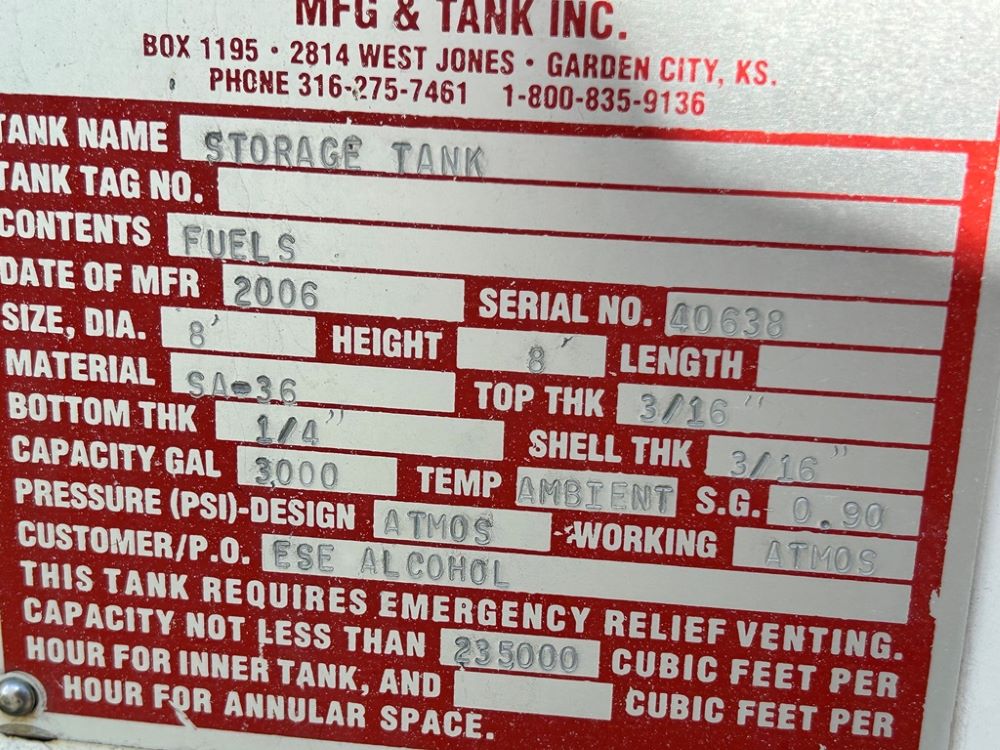 MFG & TANK INC.
BOX 1195 • 2814 WEST JONES • GARDEN CITY, KS.
PHONE 316-275-7461 1-800-835-9136
TANK NAME STORAGE TANK
TANK TAG NO.
CONTENTS FUELS
DATE OF MFR 2006 SERIAL NO. 40638
SIZE, DIA. 8' HEIGHT 8' LENGTH
MATERIAL SA-36 TOP THK 3/16"
BOTTOM THK 1/4" SHELL THK 3/16"
CAPACITY GAL 3000 TEMP AMBIENT S.G. 0.90
PRESSURE (PSI)-DESIGN ATMOS WORKING ATMOS
CUSTOMER/P.O. ESE ALCOHOL
THIS TANK REQUIRES EMERGENCY RELIEF VENTING.
CAPACITY NOT LESS THAN 235000 CUBIC FEET PER
HOUR FOR INNER TANK, AND CUBIC FEET PER
HOUR FOR ANNULAR SPACE.